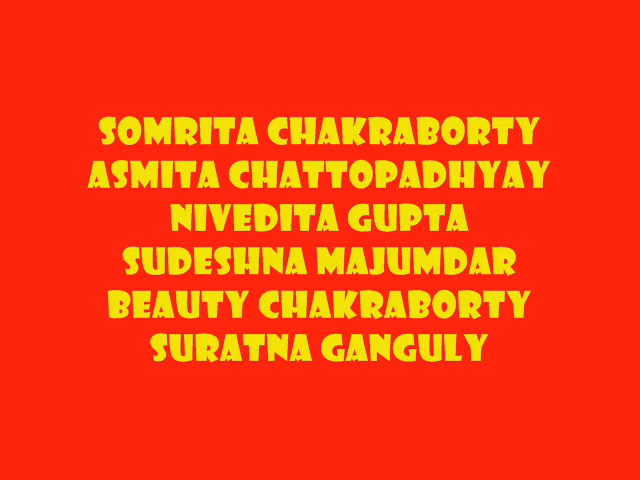 SOMRITA CHAKRABORTY
ASMITA CHATTOPADHYAY
NIVEDITA GUPTA
SUDESHNA MAJUMDAR
BEAUTY CHAKRABORTY
SURATNA GANGULY